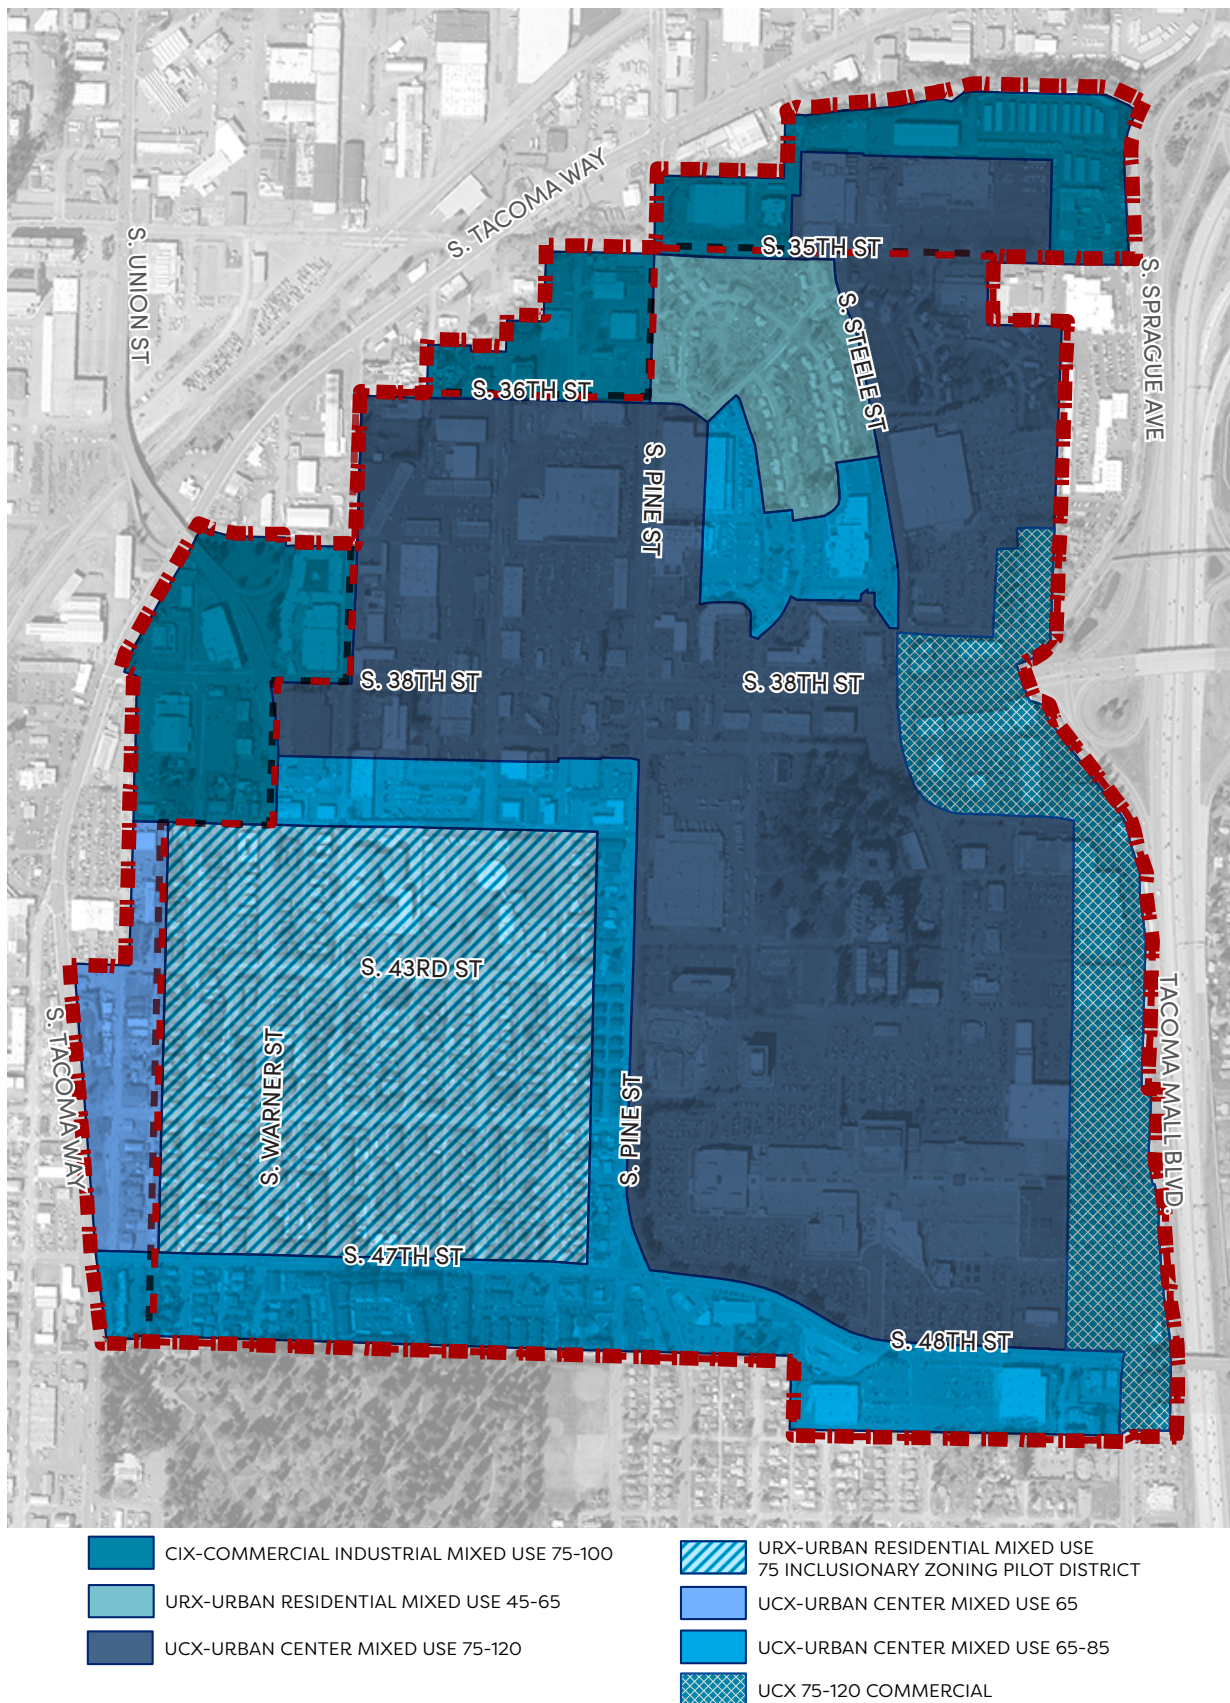 S. TACOMA WAY
S. UNION ST
S. 35TH ST
S. SPRAGUE AVE
S. STEELE ST
S. 36TH ST
S. PINE ST
S. 38TH ST
S. 38TH ST
S. 43RD ST
S. WARNER ST
S. TACOMA WAY
S. PINE ST
TACOMA MALL BLVD.
S. 47TH ST
S. 48TH ST
CIX-COMMERCIAL INDUSTRIAL MIXED USE 75-100
URX-URBAN RESIDENTIAL MIXED USE 45-65
UCX-URBAN CENTER MIXED USE 75-120
URX-URBAN RESIDENTIAL MIXED USE
75 INCLUSIONARY ZONING PILOT DISTRICT
UCX-URBAN CENTER MIXED USE 65
UCX-URBAN CENTER MIXED USE 65-85
UCX 75-120 COMMERCIAL